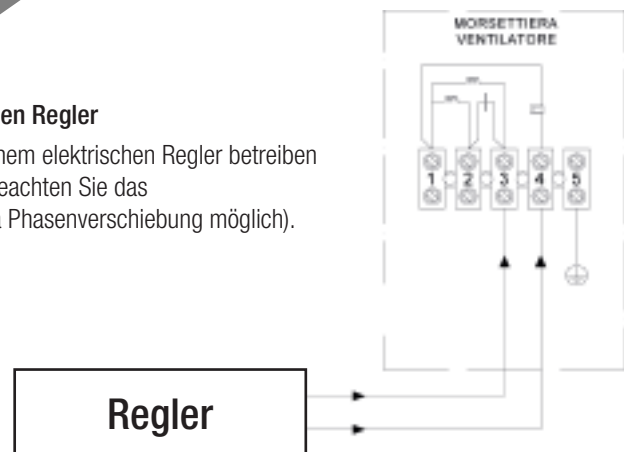 MORSETTIERA
VENTILATORE
en Regler
nem elektrischen Regler betreiben
eachten Sie das
Phasenverschiebung möglich).
1 2 3 4 5
Regler